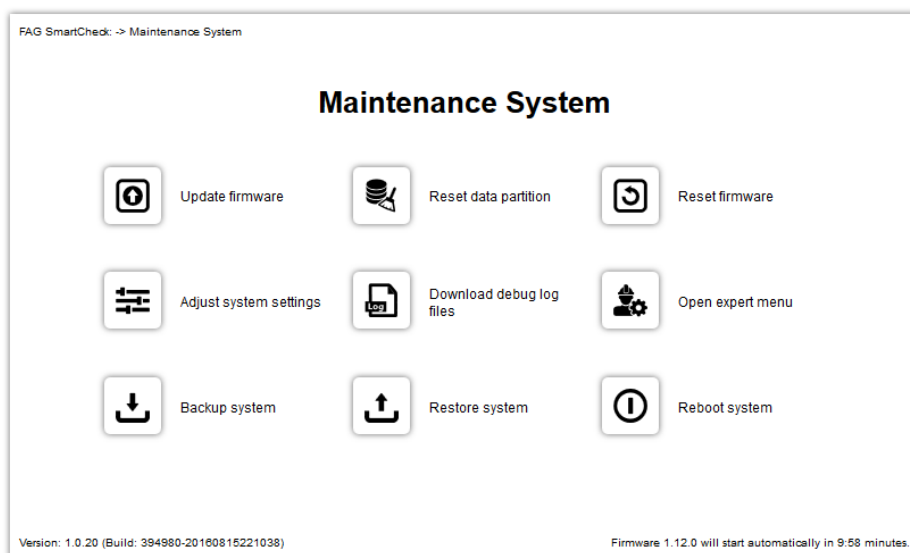 FAG SmartCheck: -> Maintenance System
Maintenance System
Update firmware
Reset data partition
Reset firmware
Adjust system settings
Download debug log
files
Log
Open expert menu
Backup system
Restore system
Reboot system
Version: 1.0.20 (Build: 394980-20160815221038)
Firmware 1.12.0 will start automatically in 9:58 minutes.